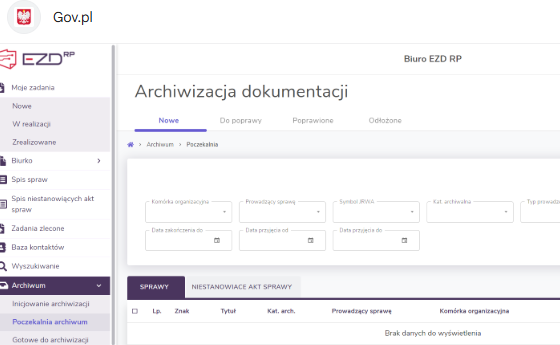 Gov.pl
EZD RP
Biuro EZD RP
Moje zadania
Nowe
W realizacji
Zrealizowane
Biurko
Spis spraw
Spis niestanowiących akt
spraw
Zadania zlecone
Baza kontaktów
Wyszukiwanie
Archiwum
Inicjowanie archiwizacji
Poczekalnia archiwum
Gotowe do archiwizacji
Archiwizacja dokumentacji
Nowe Do poprawy Poprawione Odłożone
Archiwum Poczekalnia
Komórka organizacyjna Prowadzący sprawę Symbol JRWA Kat. archiwalna Typ prowadze
Data zakończenia do Data przyjęcia od Data przyjęcia do
SPRAWY NIESTANOWIĄCE AKT SPRAWY
Lp. Znak Tytuł Kat. arch. Prowadzący sprawę Komórka organizacyjna
Brak danych do wyświetlenia